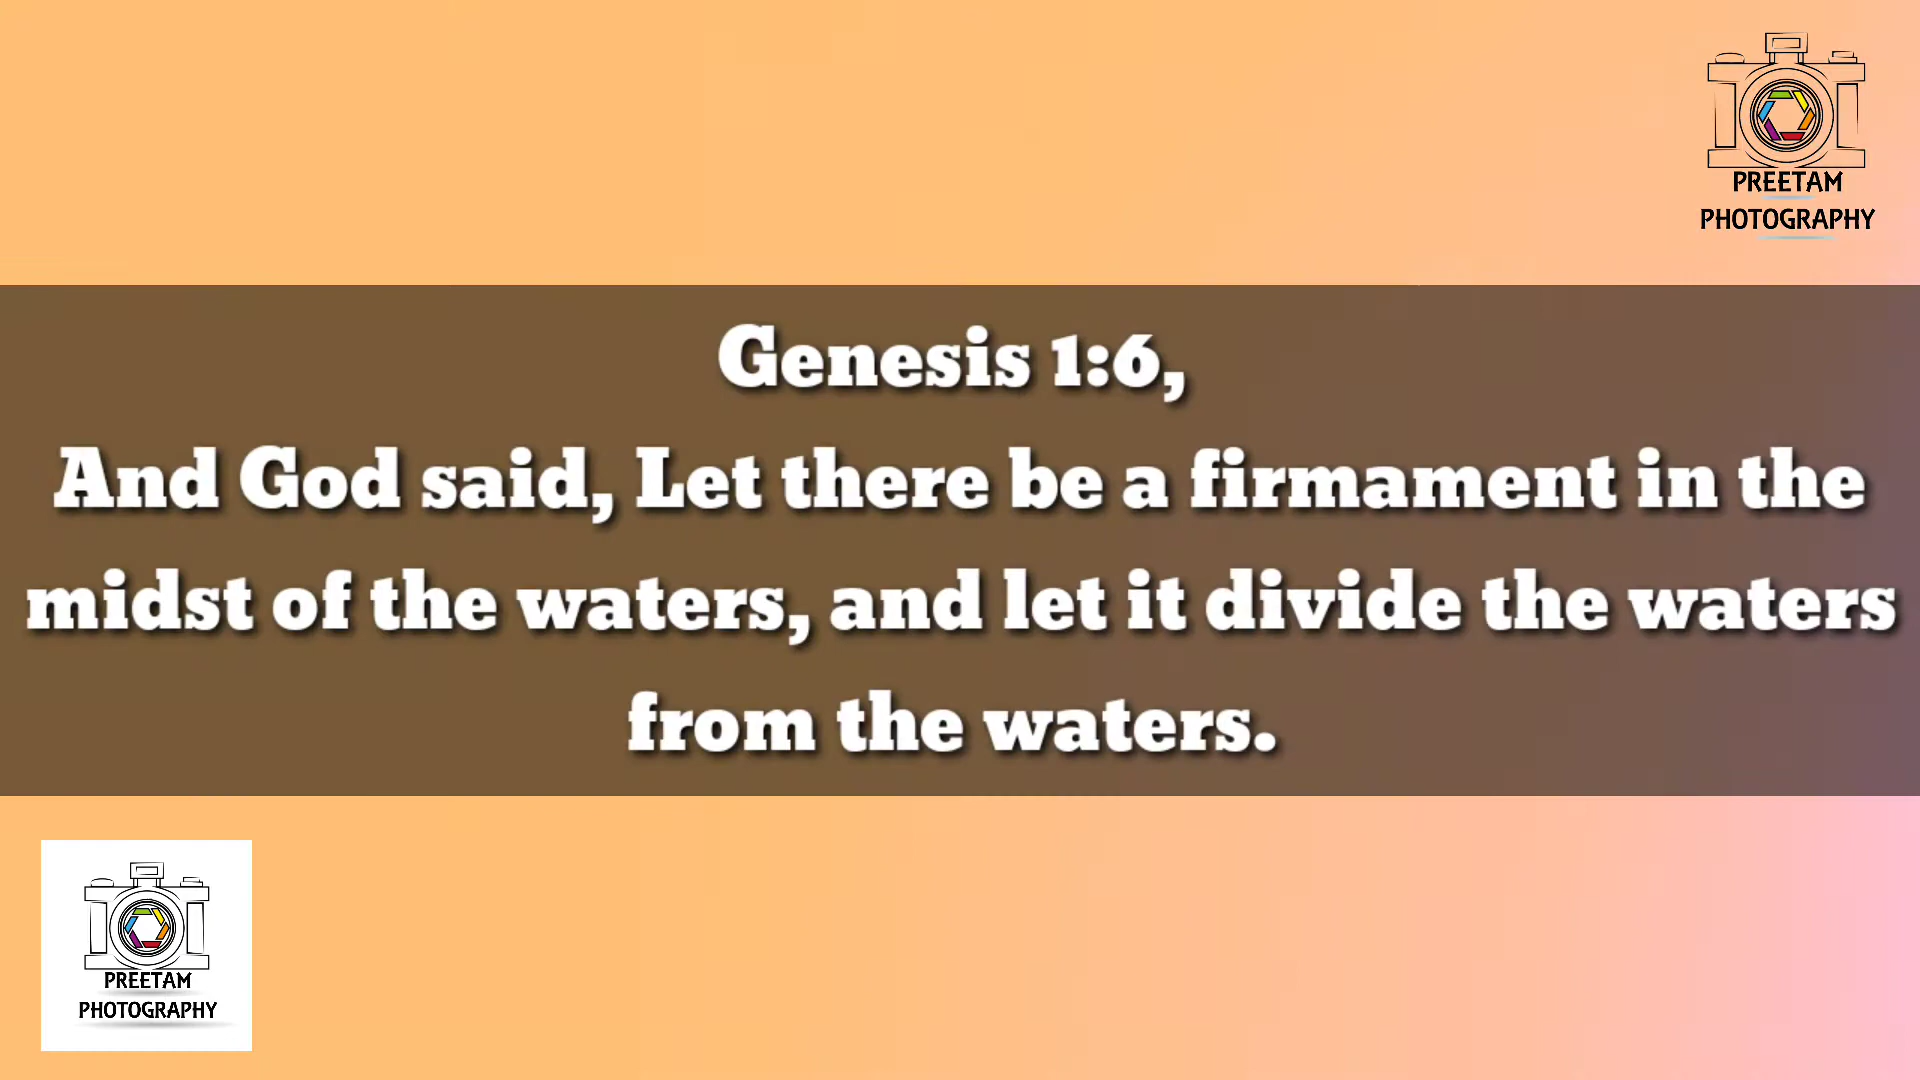 PREETAM
PHOTOGRAPHY
Genesis 1:6,
And God said, Let there be a firmament in the
midst of the waters, and let it divide the waters
from the waters.
PREETAM
PHOTOGRAPHY